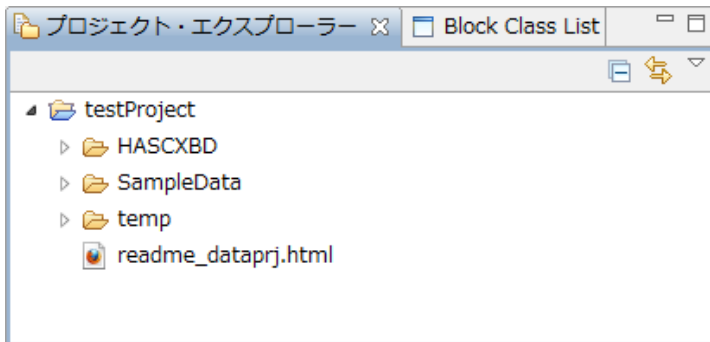 プロジェクト・エクスプローラー Block Class List
testProject
HASCXBD
SampleData
temp
readme_dataprj.html